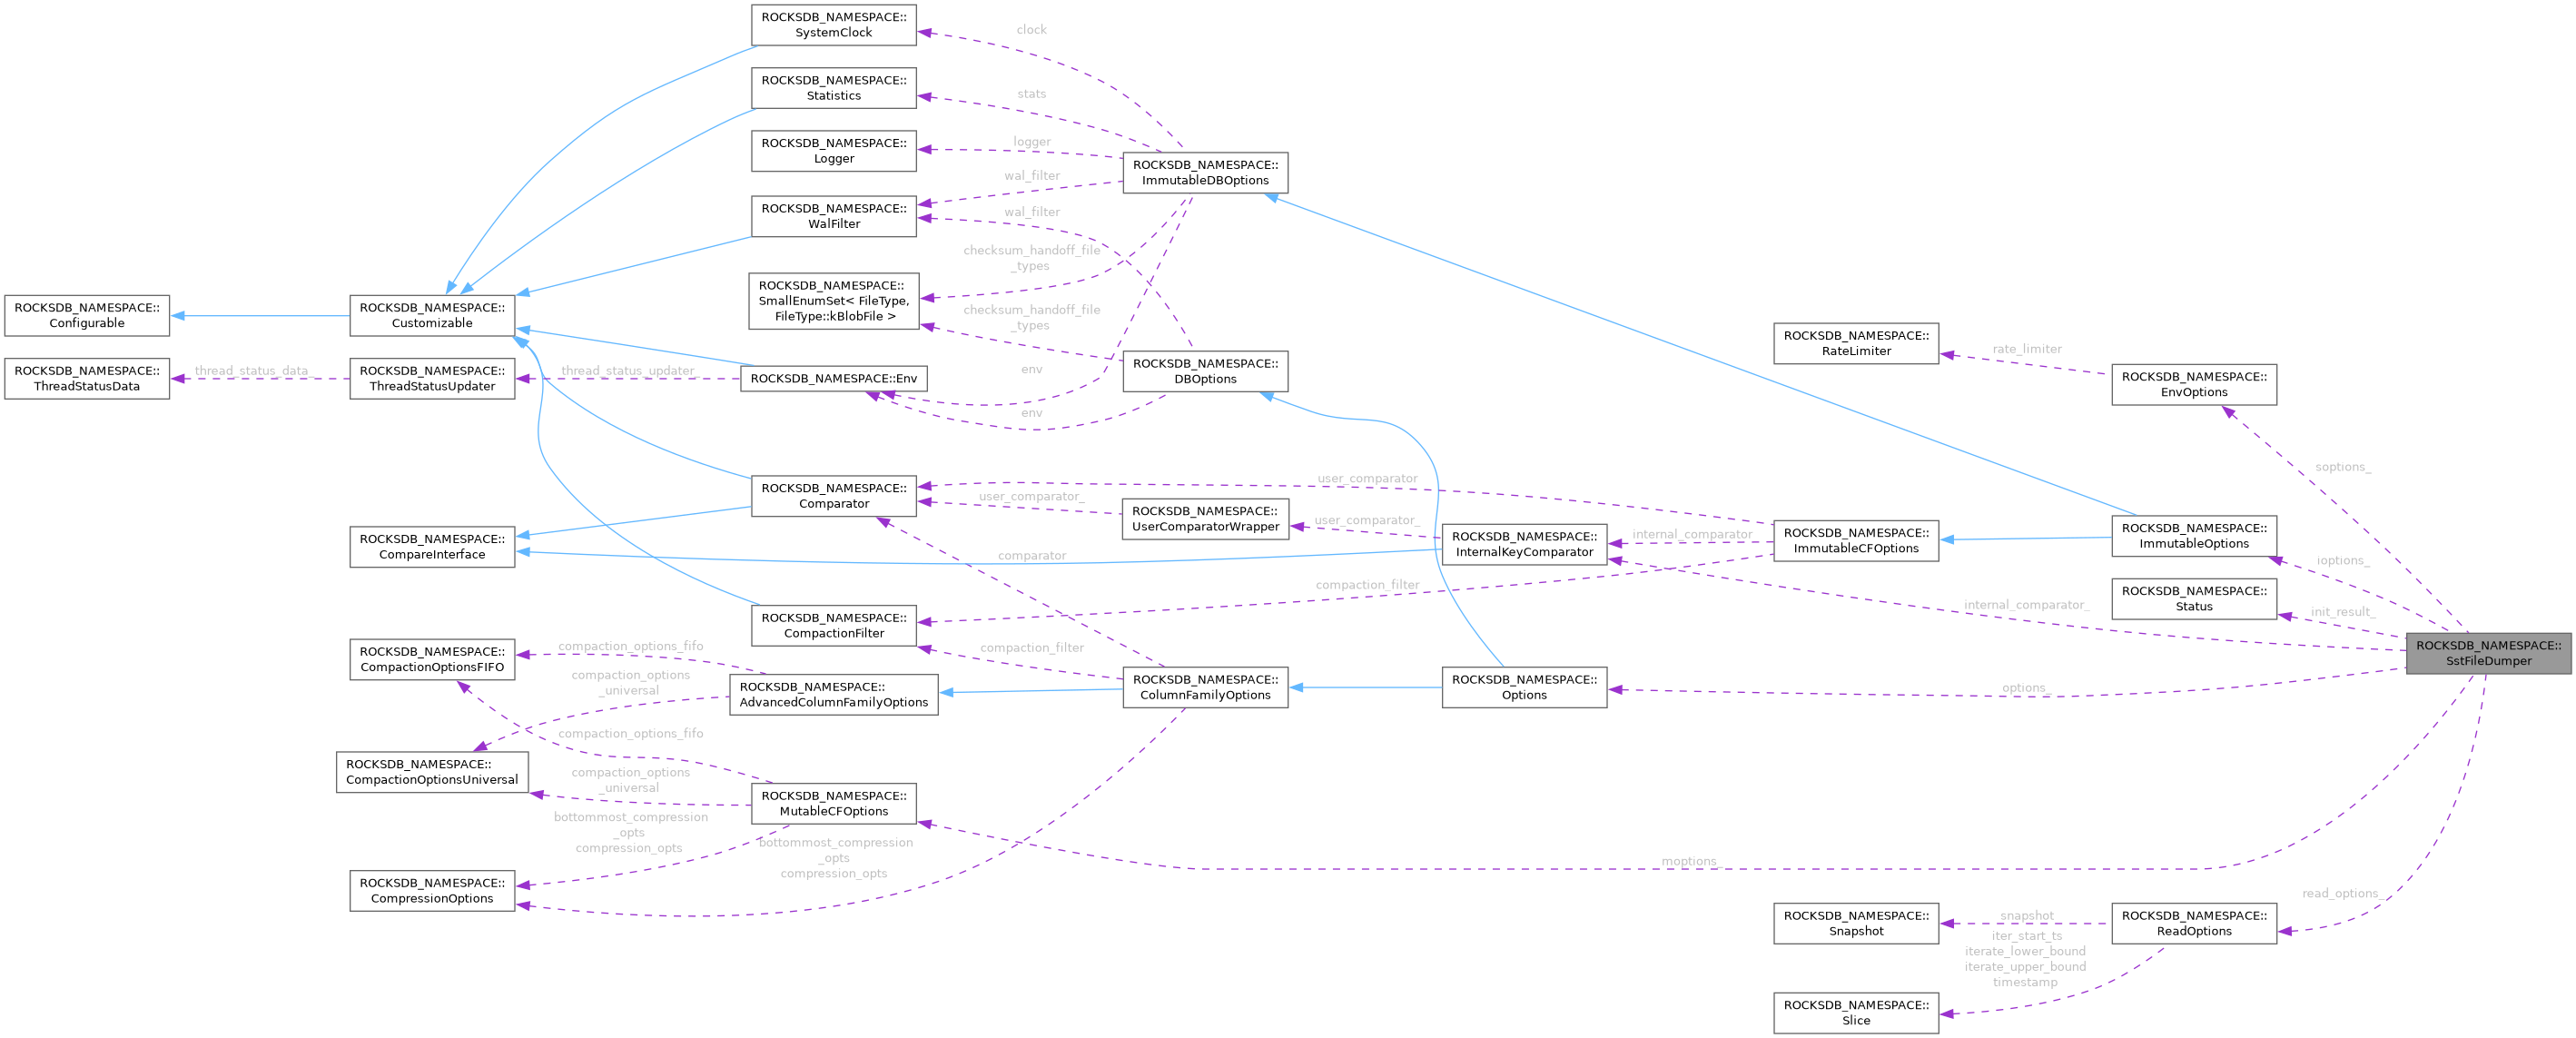 ROCKSDB_NAMESPACE::
SystemClock
clock
ROCKSDB_NAMESPACE::
Statistics
stats
ROCKSDB_NAMESPACE::
Logger
logger
ROCKSDB_NAMESPACE::
ImmutableDBOptions
wal_filter
ROCKSDB_NAMESPACE::
WalFilter
wal_filter
checksum_handoff_file
_types
ROCKSDB_NAMESPACE::
SmallEnumSet< FileType,
FileType::kBlobFile >
ROCKSDB_NAMESPACE::
Configurable
ROCKSDB_NAMESPACE::
Customizable
checksum_handoff_file
_types
ROCKSDB_NAMESPACE::
RateLimiter
rate_limiter
ROCKSDB_NAMESPACE::
ThreadStatusData
thread_status_data_
ROCKSDB_NAMESPACE::
ThreadStatusUpdater
thread_status_updater_
ROCKSDB_NAMESPACE::Env
env
ROCKSDB_NAMESPACE::
DBOptions
ROCKSDB_NAMESPACE::
EnvOptions
env
soptions_
ROCKSDB_NAMESPACE::
Comparator
user_comparator
user_comparator_
ROCKSDB_NAMESPACE::
UserComparatorWrapper
user_comparator_
ROCKSDB_NAMESPACE::
CompareInterface
comparator
ROCKSDB_NAMESPACE::
InternalKeyComparator
internal_comparator
ROCKSDB_NAMESPACE::
ImmutableCFOptions
ROCKSDB_NAMESPACE::
ImmutableOptions
ioptions_
compaction_filter
ROCKSDB_NAMESPACE::
Status
internal_comparator_
init_result_
ROCKSDB_NAMESPACE::
CompactionFilter
ROCKSDB_NAMESPACE::
CompactionOptionsFIFO
compaction_options_fifo
compaction_filter
ROCKSDB_NAMESPACE::
SstFileDumper
compaction_options
_universal
ROCKSDB_NAMESPACE::
AdvancedColumnFamilyOptions
ROCKSDB_NAMESPACE::
ColumnFamilyOptions
ROCKSDB_NAMESPACE::
Options
options_
compaction_options_fifo
ROCKSDB_NAMESPACE::
CompactionOptionsUniversal
compaction_options
_universal
ROCKSDB_NAMESPACE::
MutableCFOptions
bottommost_compression
_opts
compression_opts
bottommost_compression
_opts
compression_opts
moptions_
ROCKSDB_NAMESPACE::
CompressionOptions
read_options_
ROCKSDB_NAMESPACE::
Snapshot
snapshot
ROCKSDB_NAMESPACE::
ReadOptions
iter_start_ts
iterate_lower_bound
iterate_upper_bound
timestamp
ROCKSDB_NAMESPACE::
Slice